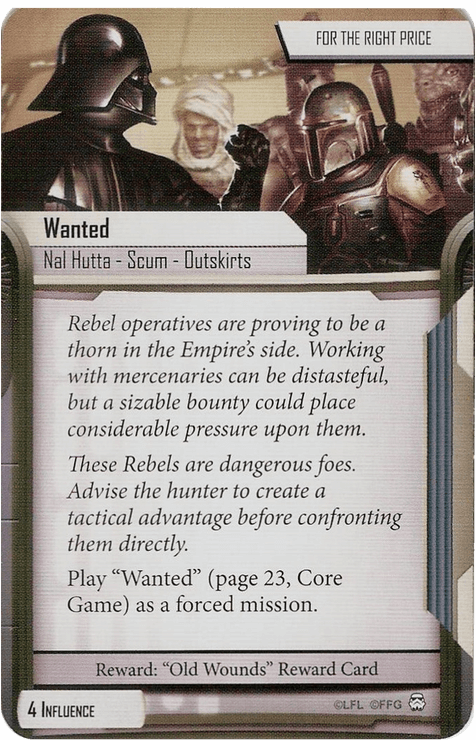 FOR THE RIGHT PRICE
Wanted
Nal Hutta - Scum - Outskirts
Rebel operatives are proving to be a
thorn in the Empire's side. Working
with mercenaries can be distasteful,
but a sizable bounty could place
considerable pressure upon them.
These Rebels are dangerous foes.
Advise the hunter to create a
tactical advantage before confronting
them directly.
Play “Wanted” (page 23, Core
Game) as a forced mission.
Reward: “Old Wounds” Reward Card
4 INFLUENCE
©LFL ©FFG